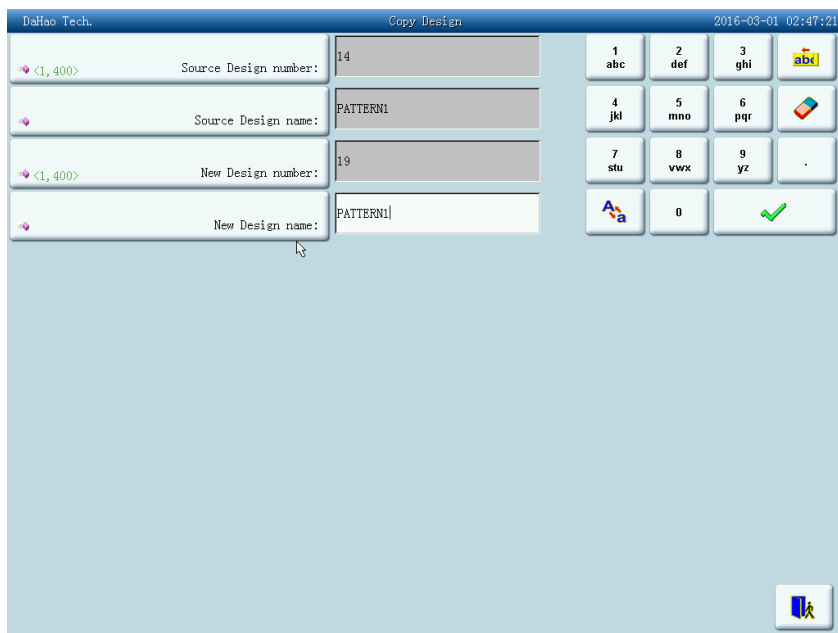 DaHao Tech. Copy Design 2016-03-01 02:47:21
<1,400> Source Design number: 14
Source Design name: PATTERN1
<1,400> New Design number: 19
New Design name: PATTERN1
1 2 3
abc def ghi abc
4 5 6
jkl mno pqr
7 8 9 .
stu vwx yz
A a 0